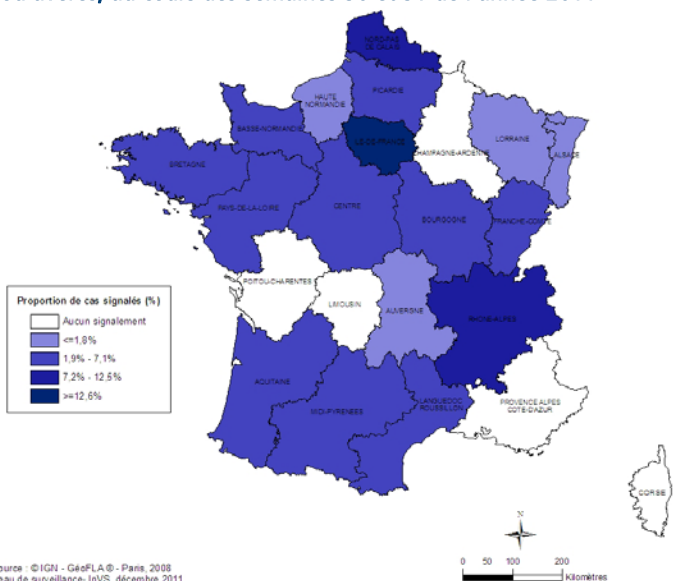 NORD-PAS
DE-CALAIS
HAUTE
NORMANDIE
PICARDIE
BASSE-NORMANDIE
ILE-DE-FRANCE
CHAMPAGNE-ARDENNE
LORRAINE
ALSACE
BRETAGNE
PAYS-DE-LA-LOIRE
CENTRE
BOURGOGNE
FRANCHE-COMTE
POITOU-CHARENTES
LIMOUSIN
AUVERGNE
RHONE-ALPES
AQUITAINE
MIDI-PYRENEES
LANGUEDOC
ROUSSILLON
PROVENCE ALPES
COTE-D'AZUR
CORSE
Proportion de cas signalés (%)
Aucun signalement
<=1,8%
1,9% - 7,1%
7,2% - 12,5%
>=12,6%
N
0 50 100 200
Kilomètres
ource : © IGN - GéoFLA ® - Paris, 2008
eau de surveillance- InVS, décembre 2011